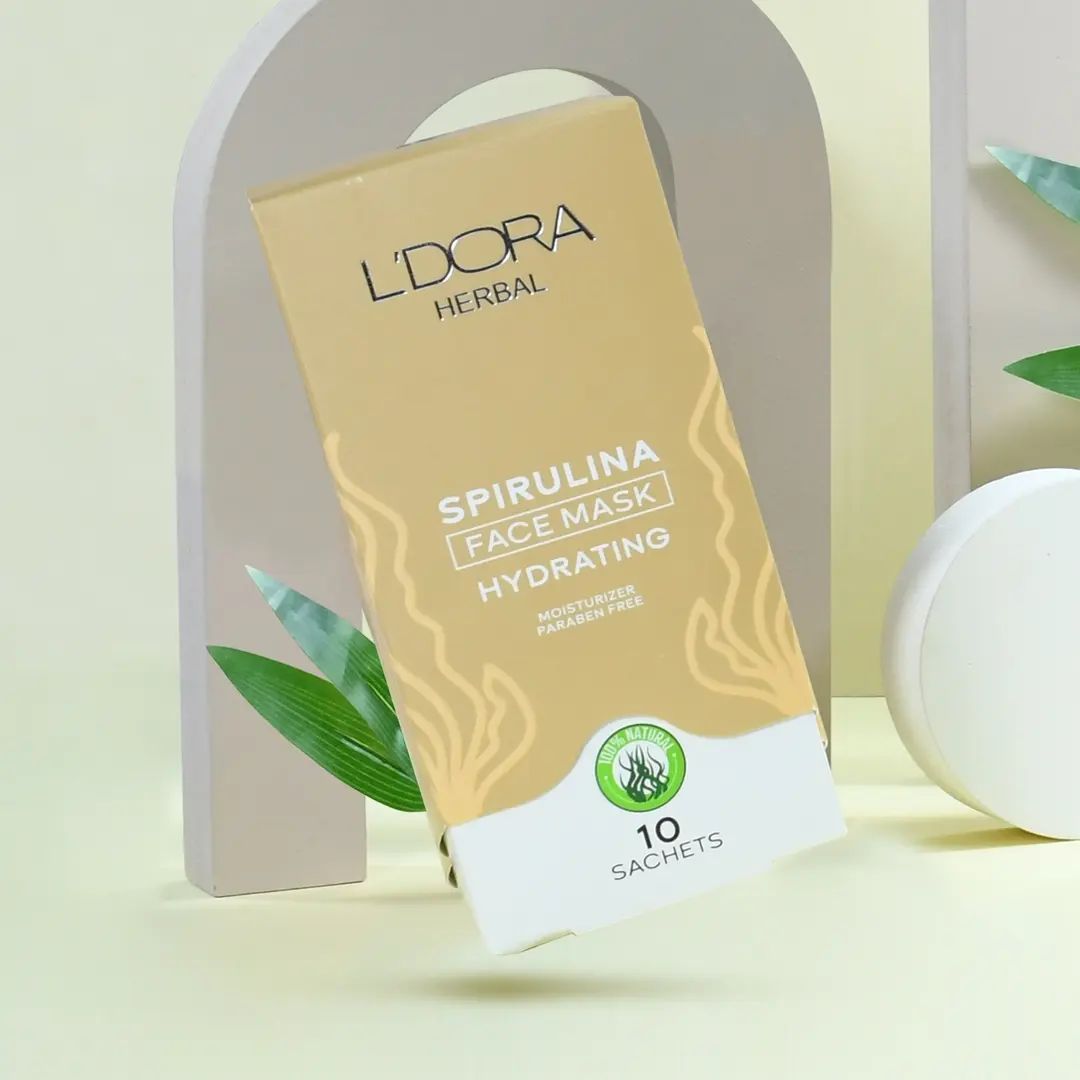 L'DORA
HERBAL
SPIRULINA
FACE MASK
HYDRATING
MOISTURIZER
PARABEN FREE
100% NATURAL
10
SACHETS